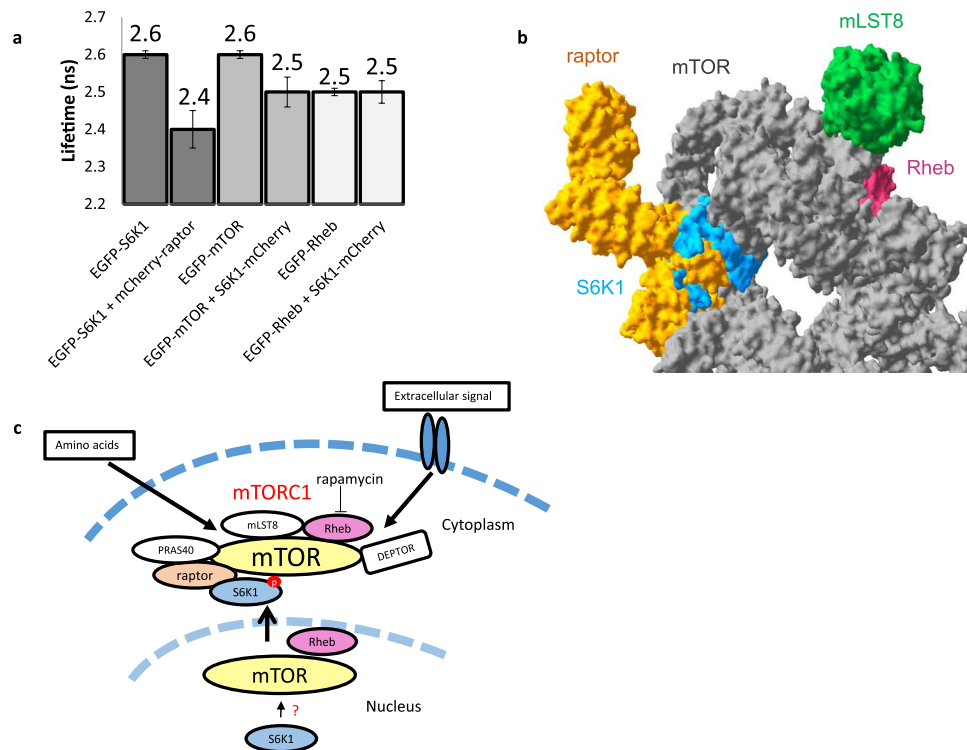 a
2.7
2.6
2.5
2.4
2.3
2.2
Lifetime (ns)
2.6
2.4
2.6
2.5
2.5
2.5
EGFP-S6K1
EGFP-S6K1 + mCherry-raptor
EGFP-mTOR
EGFP-mTOR + S6K1-mCherry
EGFP-Rheb
EGFP-Rheb + S6K1-mCherry
b
mLST8
raptor
mTOR
Rheb
S6K1
c
Extracellular signal
Amino acids
rapamycin
mTORC1
mLST8
Rheb
Cytoplasm
PRAS40
mTOR
DEPTOR
raptor
S6K1
p
Rheb
mTOR
Nucleus
?
S6K1